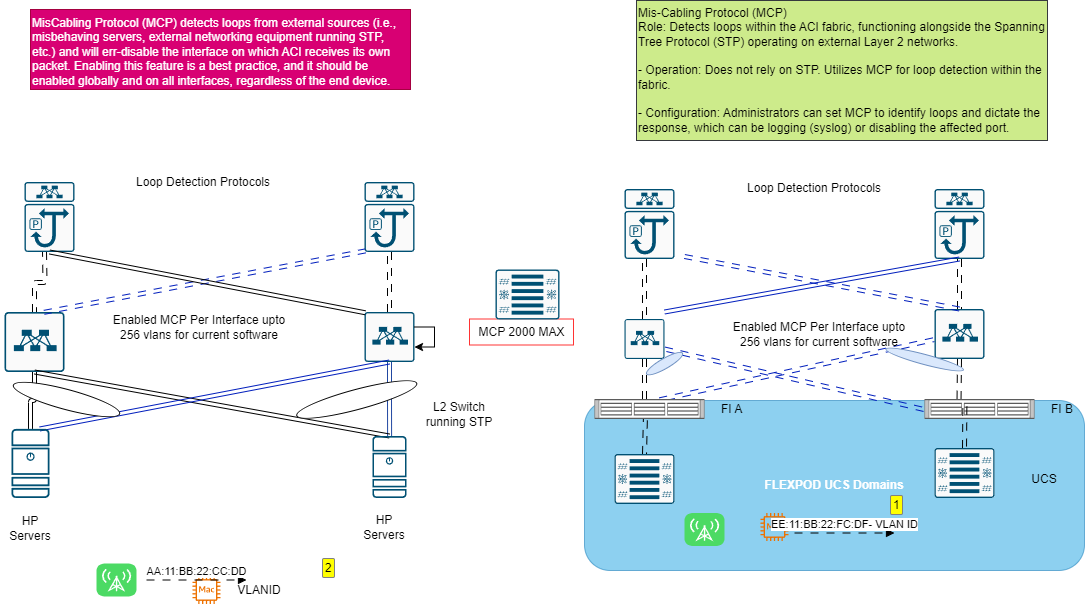 MisCabling Protocol (MCP) detects loops from external sources (i.e.,
misbehaving servers, external networking equipment running STP,
etc.) and will err-disable the interface on which ACI receives its own
packet. Enabling this feature is a best practice, and it should be
enabled globally and on all interfaces, regardless of the end device.
Mis-Cabling Protocol (MCP)
Role: Detects loops within the ACI fabric, functioning alongside the Spanning
Tree Protocol (STP) operating on external Layer 2 networks.
- Operation: Does not rely on STP. Utilizes MCP for loop detection within the
fabric.
- Configuration: Administrators can set MCP to identify loops and dictate the
response, which can be logging (syslog) or disabling the affected port.
Loop Detection Protocols
P
P
Enabled MCP Per Interface upto
256 vlans for current software
MCP 2000 MAX
L2 Switch
running STP
HP
Servers
HP
Servers
2
AA:11:BB:22:CC:DD
Mac
VLANID
Loop Detection Protocols
P
P
Enabled MCP Per Interface upto
256 vlans for current software
FI A
FI B
UCS
FLEXPOD UCS Domains
1
EE:11:BB:22:FC:DF- VLAN ID